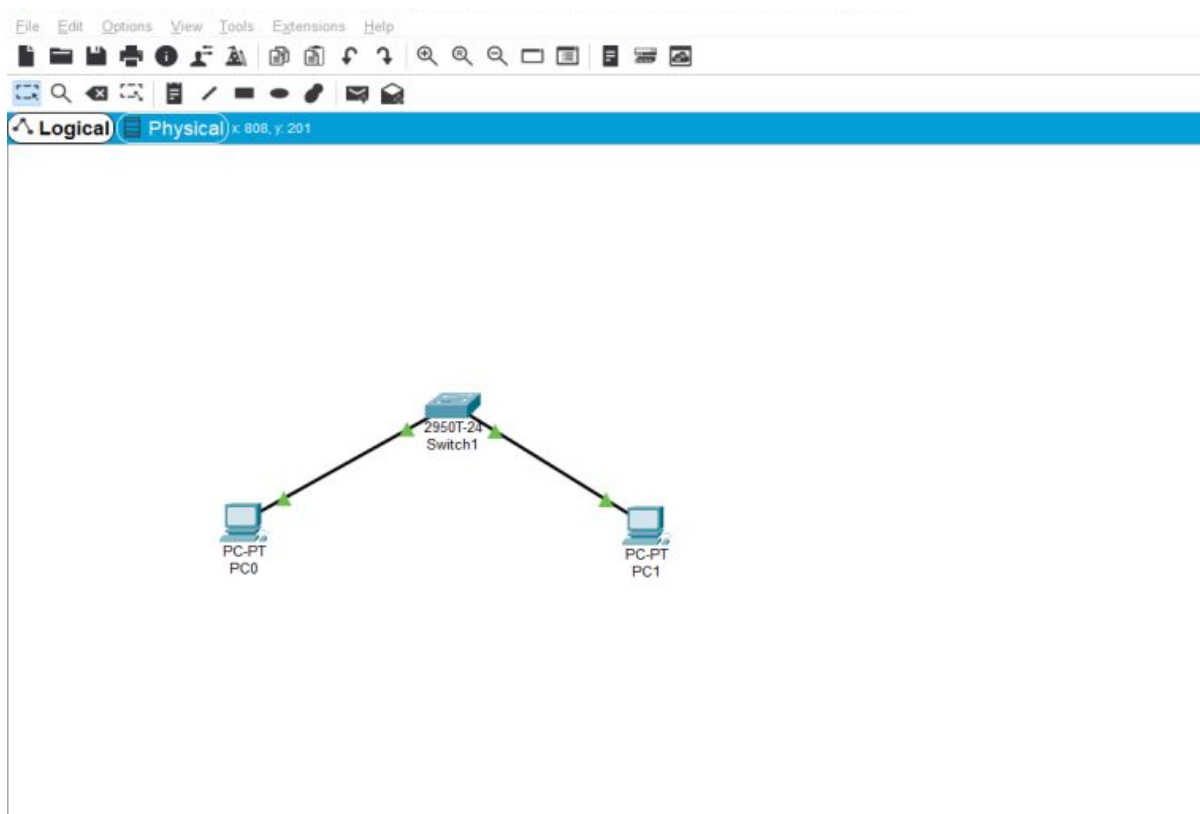 File Edit Options View Tools Extensions Help
Logical Physical x: 808, y: 201
2950T-24
Switch1
PC-PT
PC0
PC-PT
PC1